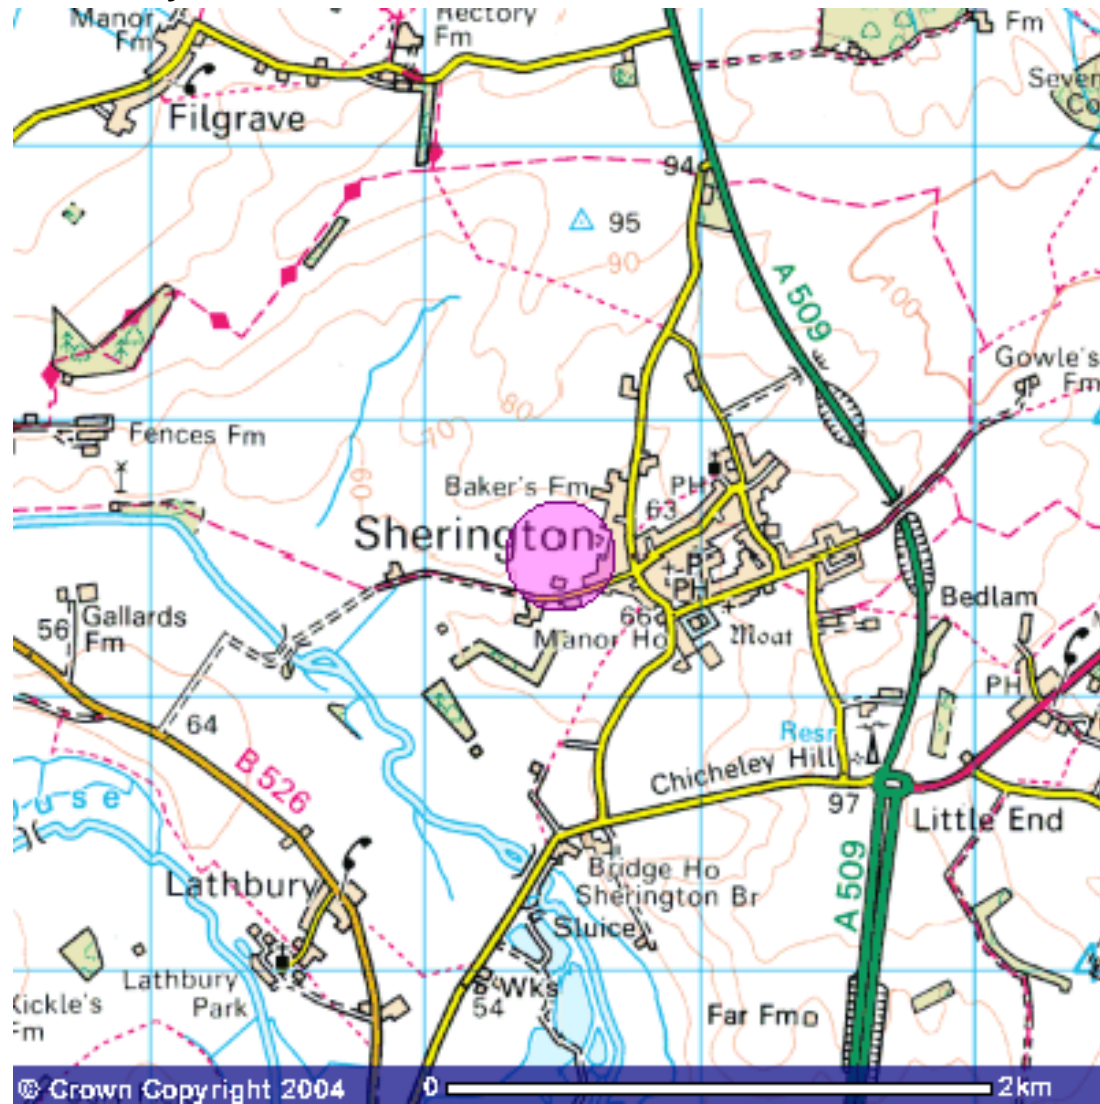 Manor
Fm
Rectory
Fm
Fm
Filgrave
94
95
90
A 509
100
Gowle's
Fm
80
70
60
Fences Fm
Baker's Fm
PH
63
Sherington
P
PH
66
Manor Ho
Moat
Bedlam
56
Gallards
Fm
PH
64
B 526
Resr
Chicheley Hill
97
Little End
use
A 509
Lathbury
Bridge Ho
Sherington Br
Sluice
Lathbury
Park
Kickle's
Fm
Wks
54
Far Fm
© Crown Copyright 2004
0
2km